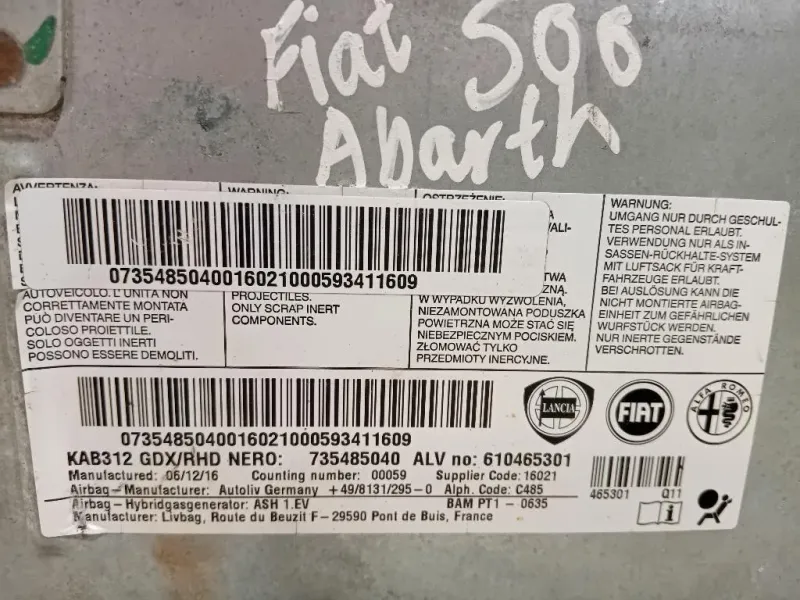 Fiat 500
Abarth
AVVERTENZA:
WARNING:
OSTRZEŻENIE:
WARNUNG:
UMGANG NUR DURCH GESCHUL-
TES PERSONAL ERLAUBT.
EINBAU NUR ALS IN-
SASSEN-RÜCKHALTE-SYSTEM
MIT LUFTSACK FÜR KRAFT-
FAHRZEUGE ERLAUBT.
BEI AUSLÖSUNG KANN DIE
NICHT MONTIERTE AIRBAG-
EINHEIT ZUM GEFÄHRLICHEN
WURFSTÜCK WERDEN.
NUR INERTE GEGENSTÄNDE
VERSCHROTTEN.
0735485040016021000593411609
AUTOVEICOLO. L'UNITÀ NON
CORRETTAMENTE MONTATA
PUÒ DIVENTARE UN PERI-
COLOSO PROIETTILE.
SOLO OGGETTI INERTI
POSSONO ESSERE DEMOLITI.
PROJECTILES.
ONLY SCRAP INERT
COMPONENTS.
W WYPADKU WYZWOLENIA,
NIEZAMONTOWANA PODUSZKA
POWIETRZNA MOŻE STAĆ SIĘ
NIEBEZPIECZNYM POCISKIEM.
ZŁOMOWAĆ TYLKO
PRZEDMIOTY INERCYJNE.
LANCIA
FIAT
ALFA ROMEO
0735485040016021000593411609
KAB312 GDX/RHD NERO: 735485040 ALV no: 610465301
Manufactured: 06/12/16 Counting number: 00059 Supplier Code: 16021
Airbag - Manufacturer: Autoliv Germany +49/8131/295-0 Alph. Code: C485
Airbag - Hybridgasgenerator: ASH 1.EV BAM PT1 - 0635
Manufacturer: Livbag, Route du Beuzit F- 29590 Pont de Buis, France
465301 Q11
i